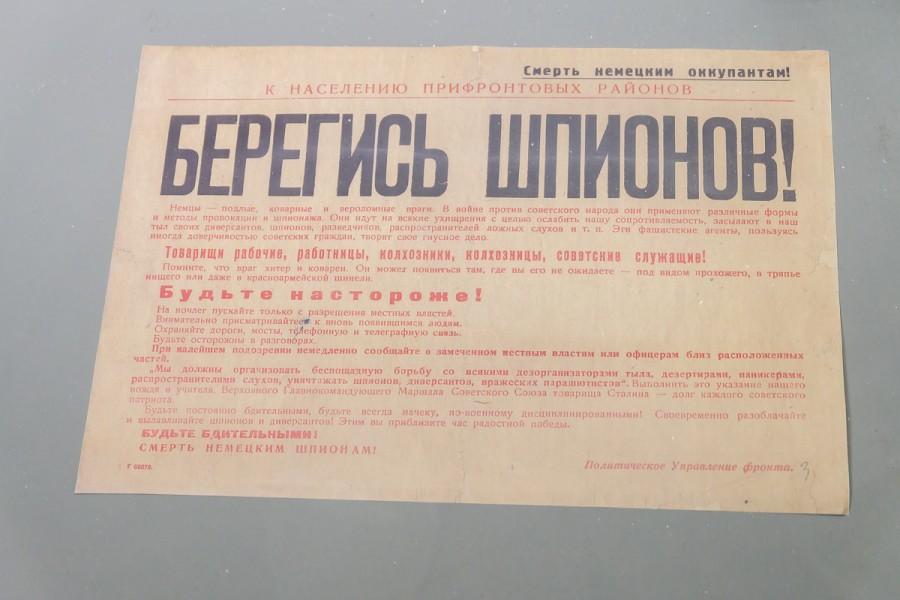 Смерть немецким оккупантам!
К НАСЕЛЕНИЮ ПРИФРОНТОВЫХ РАЙОНОВ
БЕРЕГИСЬ ШПИОНОВ!
Немцы — подлые, коварные и вероломные враги. В войне против советского народа они применяют различные формы
и методы провокации и шпионажа. Они идут на всякие ухищрения с целью ослабить нашу сопротивляемость, засылают в наш
тыл своих диверсантов, шпионов, разведчиков, распространителей ложных слухов и т. п. Эти фашистские агенты, пользуясь
иногда доверчивостью советских граждан, творят свое гнусное дело.
Товарищи рабочие, работницы, колхозники, колхозницы, советские служащие!
Помните, что враг хитер и коварен. Он может появиться там, где вы его не ожидаете — под видом прохожего, в тряпье
нищего или даже в красноармейской шинели.
Будьте настороже!
На ночлег пускайте только с разрешения местных властей.
Внимательно присматривайтесь к вновь появившимся людям.
Охраняйте дороги, мосты, телефонную и телеграфную связь.
Будьте осторожны в разговорах.
При малейшем подозрении немедленно сообщайте о замеченном местным властям или офицерам близ расположенных
частей.
„Мы должны организовать беспощадную борьбу со всякими дезорганизаторами тыла, дезертирами, паникерами,
распространителями слухов, уничтожать шпионов, диверсантов, вражеских парашютистов“. Выполнить это указание нашего
вождя и учителя, Верховного Главнокомандующего Маршала Советского Союза товарища Сталина — долг каждого советского
патриота.
Будьте постоянно бдительными, будьте всегда начеку, по-военному дисциплинированными! Своевременно разоблачайте
и вылавливайте шпионов и диверсантов! Этим вы приблизите час радостной победы.
БУДЬТЕ БДИТЕЛЬНЫМИ!
СМЕРТЬ НЕМЕЦКИМ ШПИОНАМ!
Политическое Управление фронта. 3